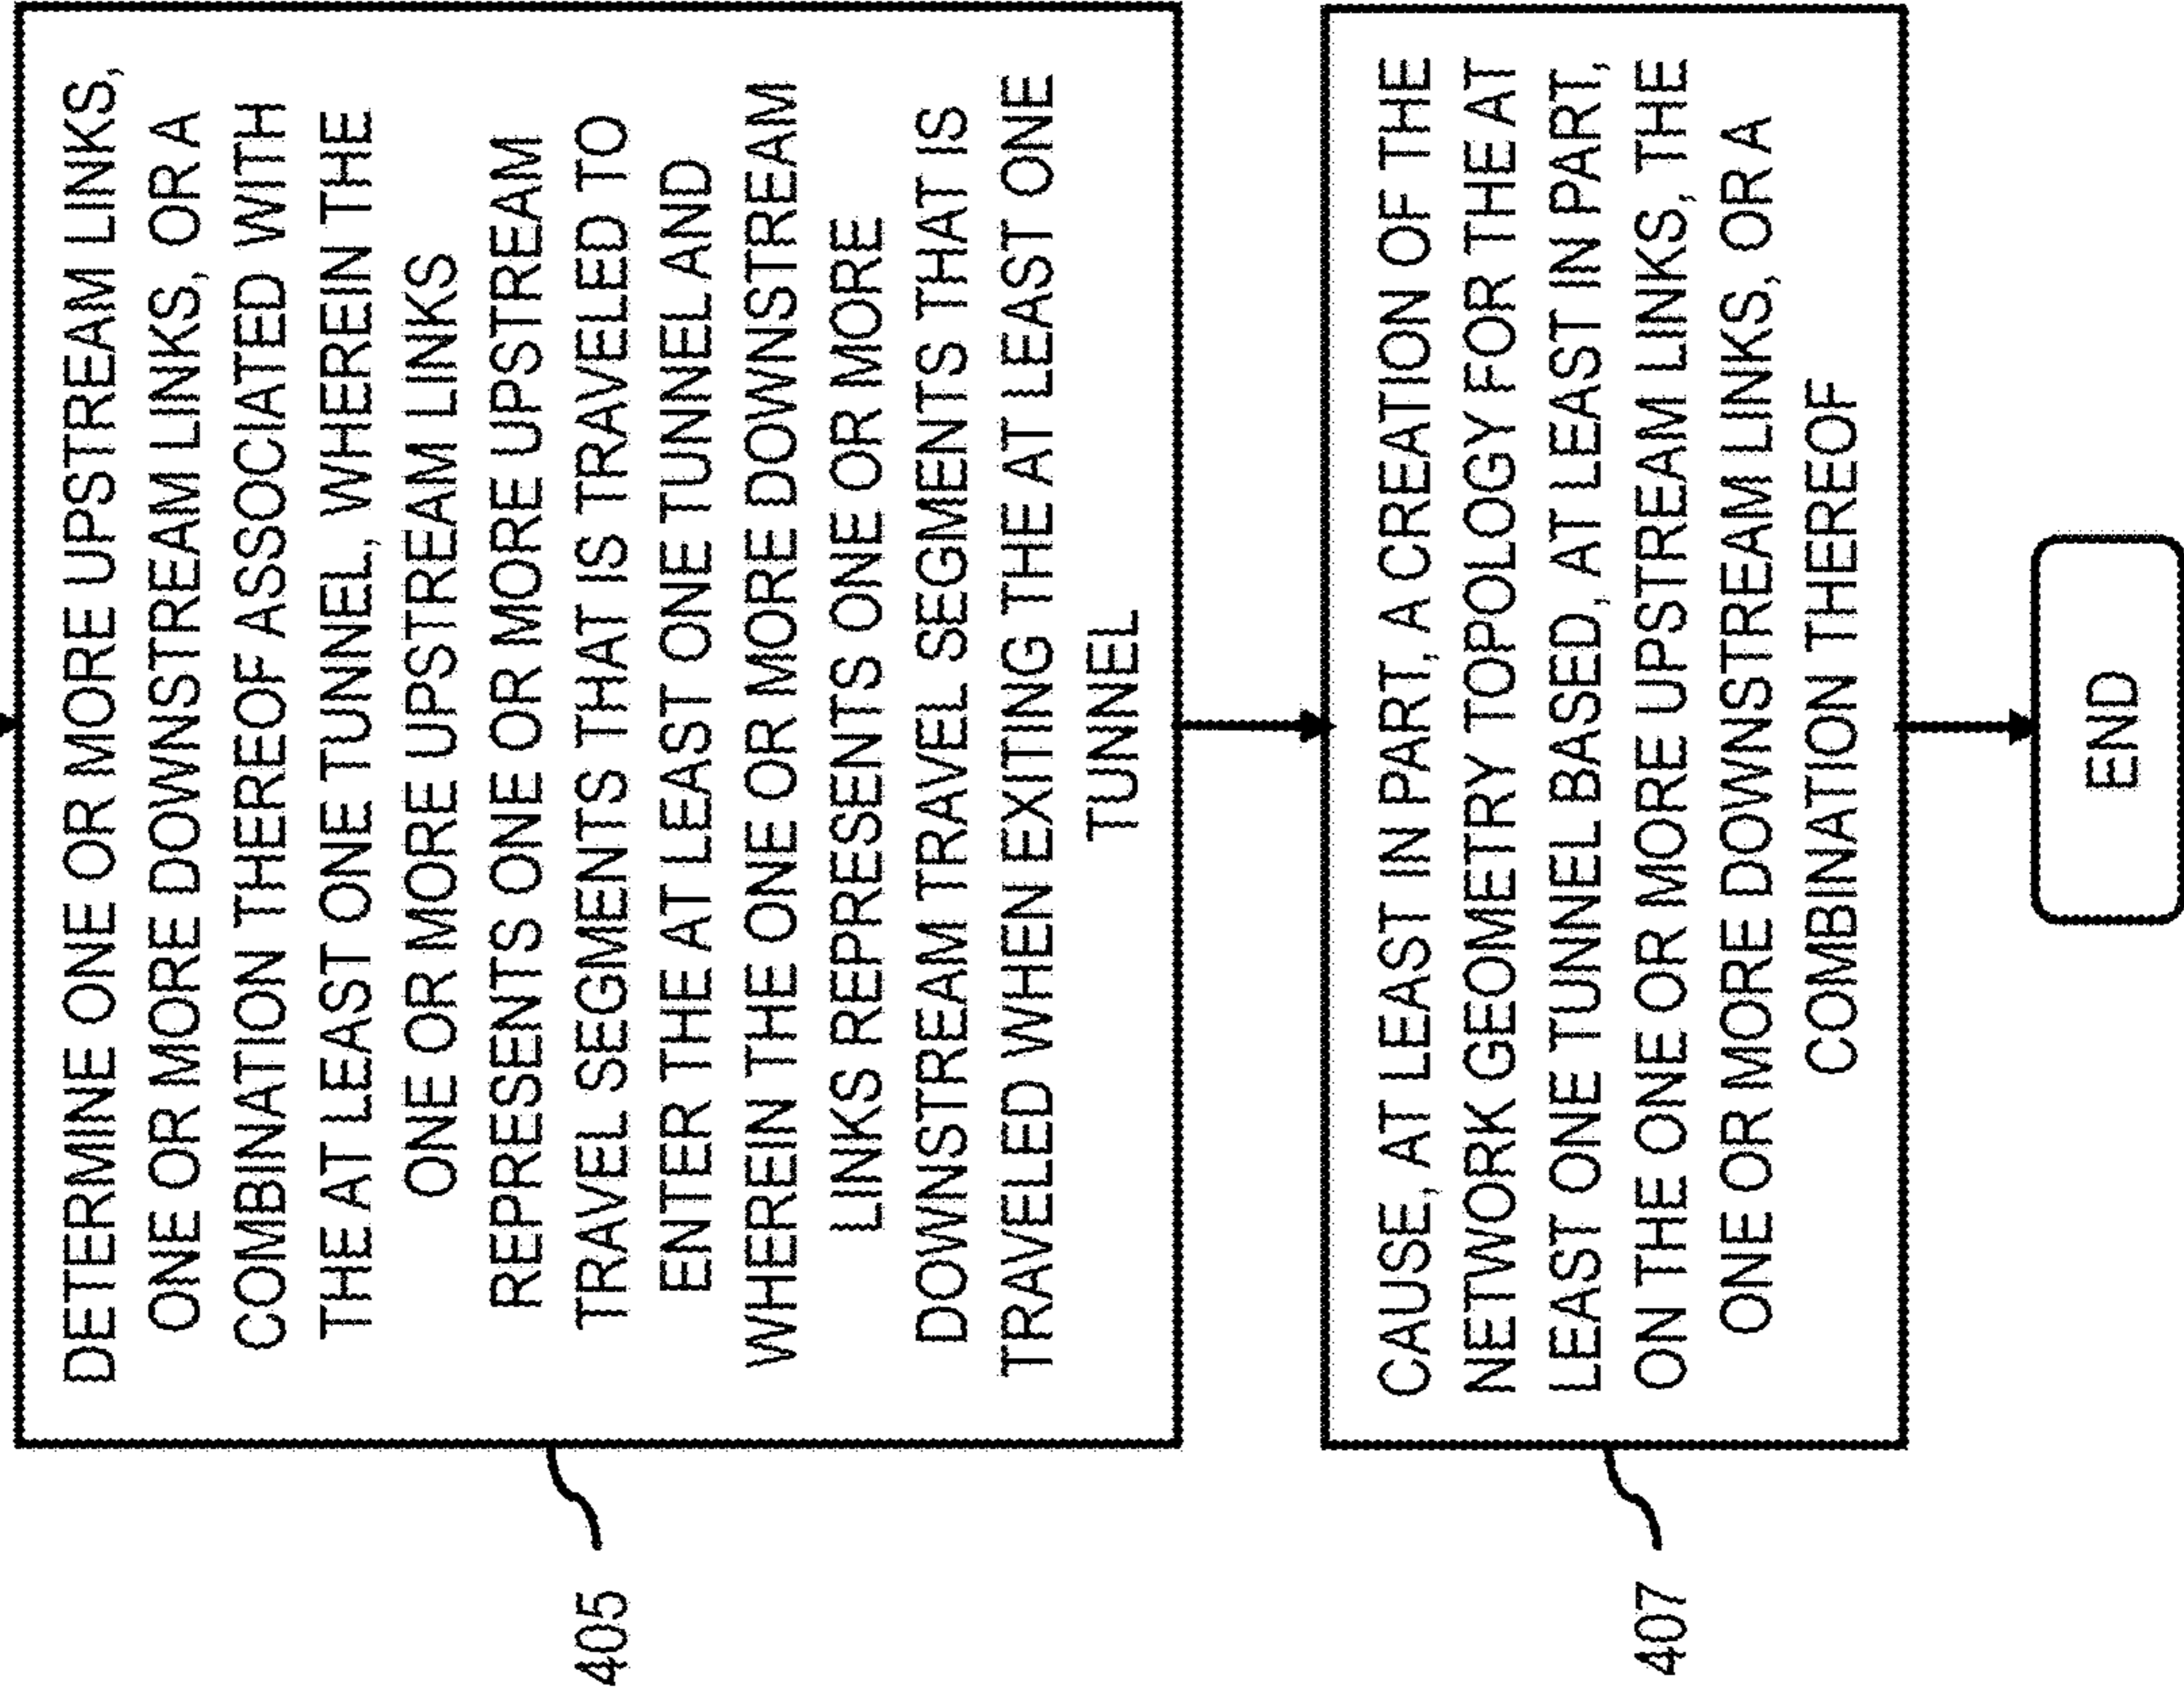 DETERMINE ONE OR MORE UPSTREAM LINKS,
ONE OR MORE DOWNSTREAM LINKS, OR A
COMBINATION THEREOF ASSOCIATED WITH
THE AT LEAST ONE TUNNEL, WHEREIN THE
ONE OR MORE UPSTREAM LINKS
REPRESENTS ONE OR MORE UPSTREAM
TRAVEL SEGMENTS THAT IS TRAVELED TO
ENTER THE AT LEAST ONE TUNNEL AND
WHEREIN THE ONE OR MORE DOWNSTREAM
LINKS REPRESENTS ONE OR MORE
DOWNSTREAM TRAVEL SEGMENTS THAT IS
TRAVELED WHEN EXITING THE AT LEAST ONE
TUNNEL
405
CAUSE, AT LEAST IN PART, A CREATION OF THE
NETWORK GEOMETRY TOPOLOGY FOR THE AT
LEAST ONE TUNNEL BASED, AT LEAST IN PART,
ON THE ONE OR MORE UPSTREAM LINKS, THE
ONE OR MORE DOWNSTREAM LINKS, OR A
COMBINATION THEREOF
407
END